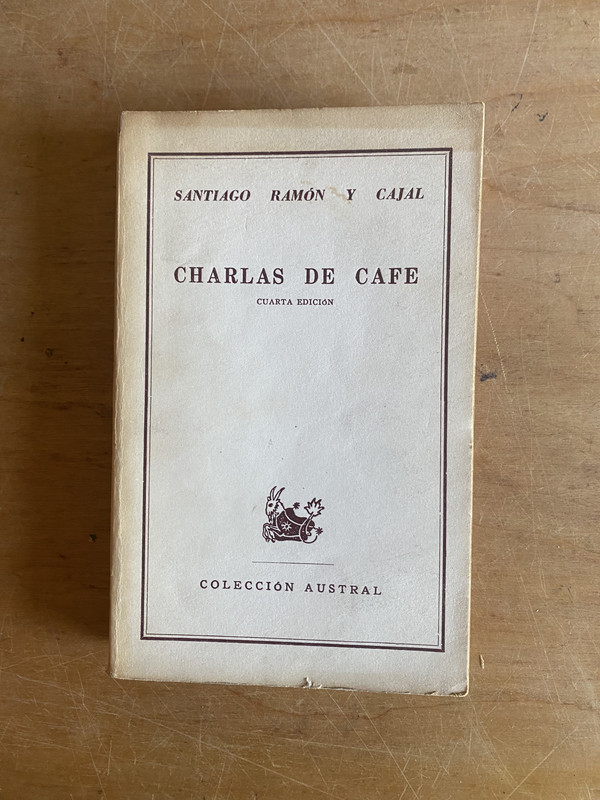 SANTIAGO RAMÓN Y CAJAL
CHARLAS DE CAFE
CUARTA EDICIÓN
COLECCIÓN AUSTRAL